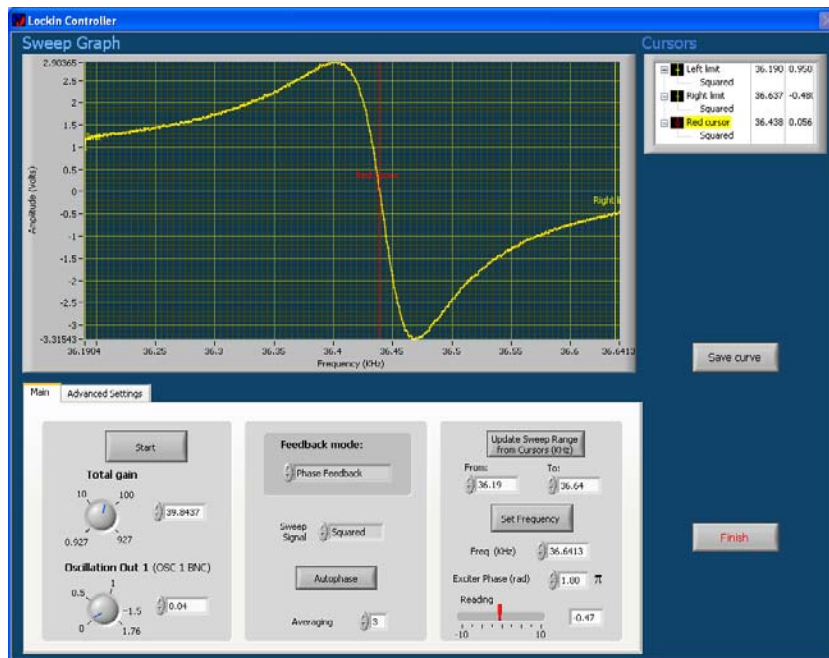 Lockin Controller
Sweep Graph
Cursors
2.90365
2.5
2
1.5
1
0.5
0
-0.5
-1
-1.5
-2
-2.5
-3
-3.31543
Amplitude (Volts)
Red cursor
Right li
36.1904 36.25 36.3 36.35 36.4 36.45 36.5 36.55 36.6 36.6413
Frequency (KHz)
Left limit 36.190 0.950
Squared
Right limit 36.637 -0.480
Squared
Red cursor 36.438 0.056
Squared
Save curve
Finish
Main Advanced Settings
Start
Total gain
10 100
0.927 927
39.8437
Oscillation Out 1 (OSC 1 BNC)
0.5 1
-1.5
0 1.76
0.04
Feedback mode:
Phase Feedback
Sweep
Signal
Squared
Autophase
Averaging 3
Update Sweep Range
from Cursors (KHz)
From: To:
36.19 36.64
Set Frequency
Freq (KHz) 36.6413
Exciter Phase (rad) 1.00 π
Reading
-10 10
-0.47